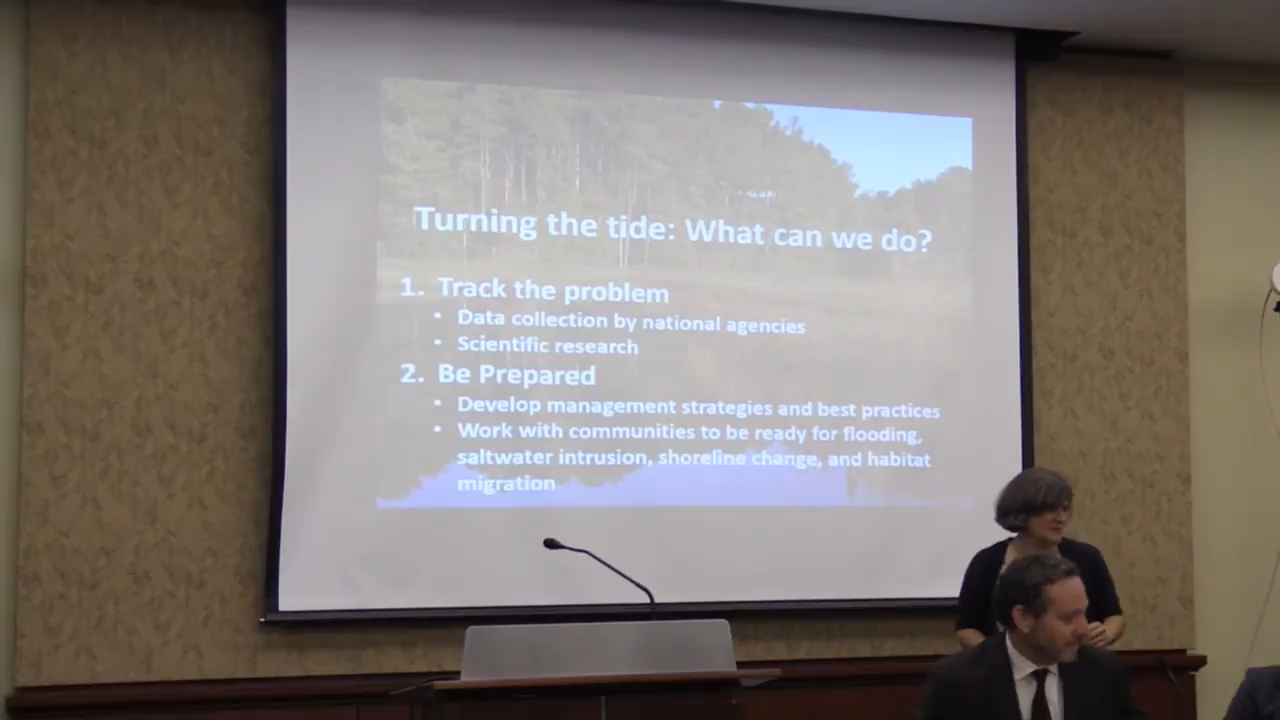 Turning the tide: What can we do?
1. Track the problem
• Data collection by national agencies
• Scientific research
2. Be Prepared
• Develop management strategies and best practices
• Work with communities to be ready for flooding,
saltwater intrusion, shoreline change, and habitat
migration